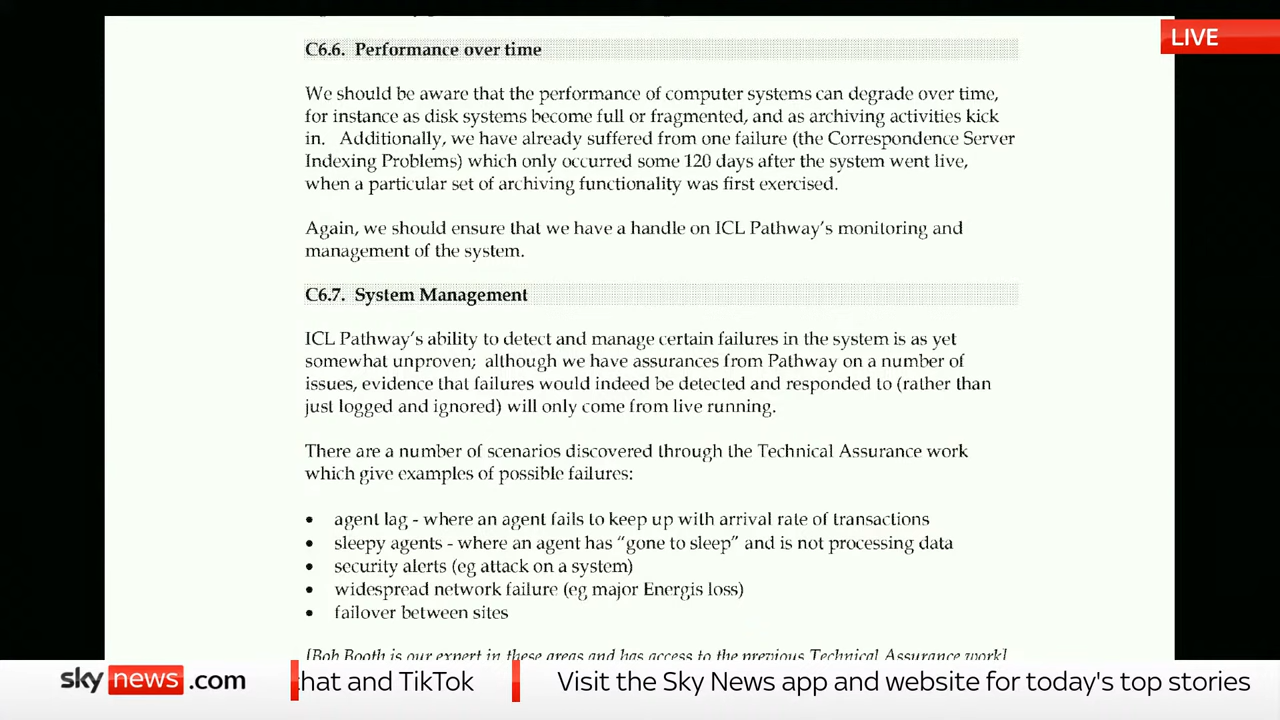 C6.6. Performance over time
LIVE
We should be aware that the performance of computer systems can degrade over time,
for instance as disk systems become full or fragmented, and as archiving activities kick
in. Additionally, we have already suffered from one failure (the Correspondence Server
Indexing Problems) which only occurred some 120 days after the system went live,
when a particular set of archiving functionality was first exercised.
Again, we should ensure that we have a handle on ICL Pathway's monitoring and
management of the system.
C6.7. System Management
ICL Pathway's ability to detect and manage certain failures in the system is as yet
somewhat unproven; although we have assurances from Pathway on a number of
issues, evidence that failures would indeed be detected and responded to (rather than
just logged and ignored) will only come from live running.
There are a number of scenarios discovered through the Technical Assurance work
which give examples of possible failures:
• agent lag - where an agent fails to keep up with arrival rate of transactions
• sleepy agents - where an agent has "gone to sleep" and is not processing data
• security alerts (eg attack on a system)
• widespread network failure (eg major Energis loss)
• failover between sites
[Bob Booth is our expert in these areas and has access to the previous Technical Assurance work]
sky news .com
hat and TikTok
Visit the Sky News app and website for today's top stories